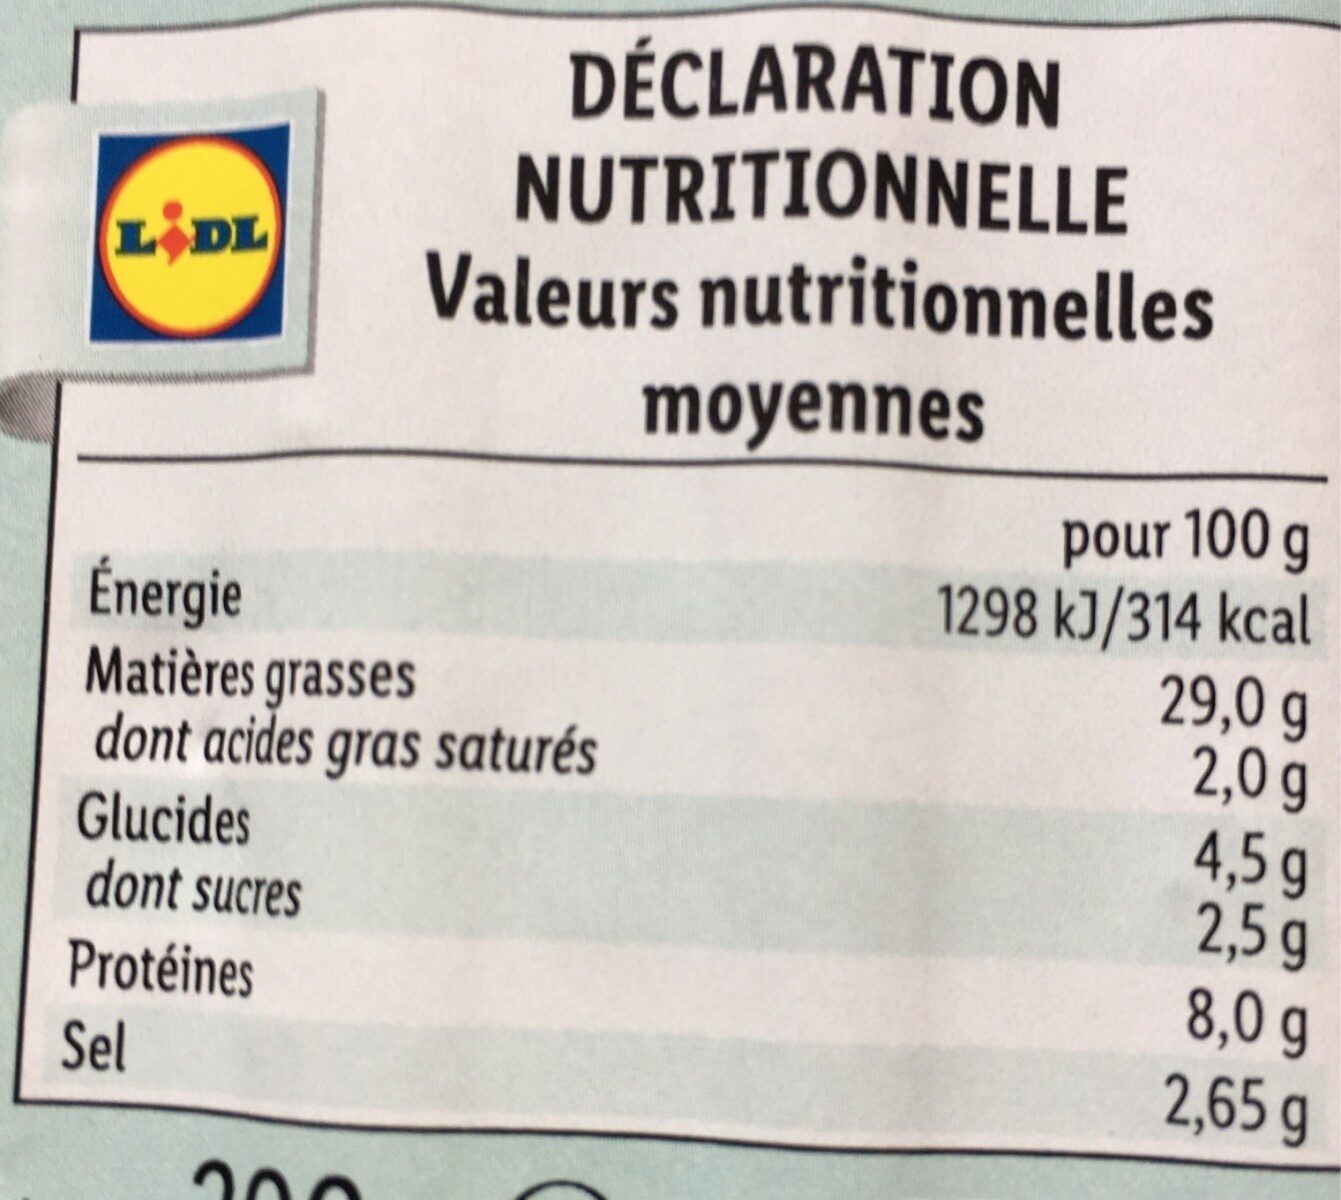 LIDL
DÉCLARATION
NUTRITIONNELLE
Valeurs nutritionnelles
moyennes
pour 100 g
Énergie 1298 kJ/314 kcal
Matières grasses 29,0 g
dont acides gras saturés 2,0 g
Glucides 4,5 g
dont sucres 2,5 g
Protéines 8,0 g
Sel 2,65 g